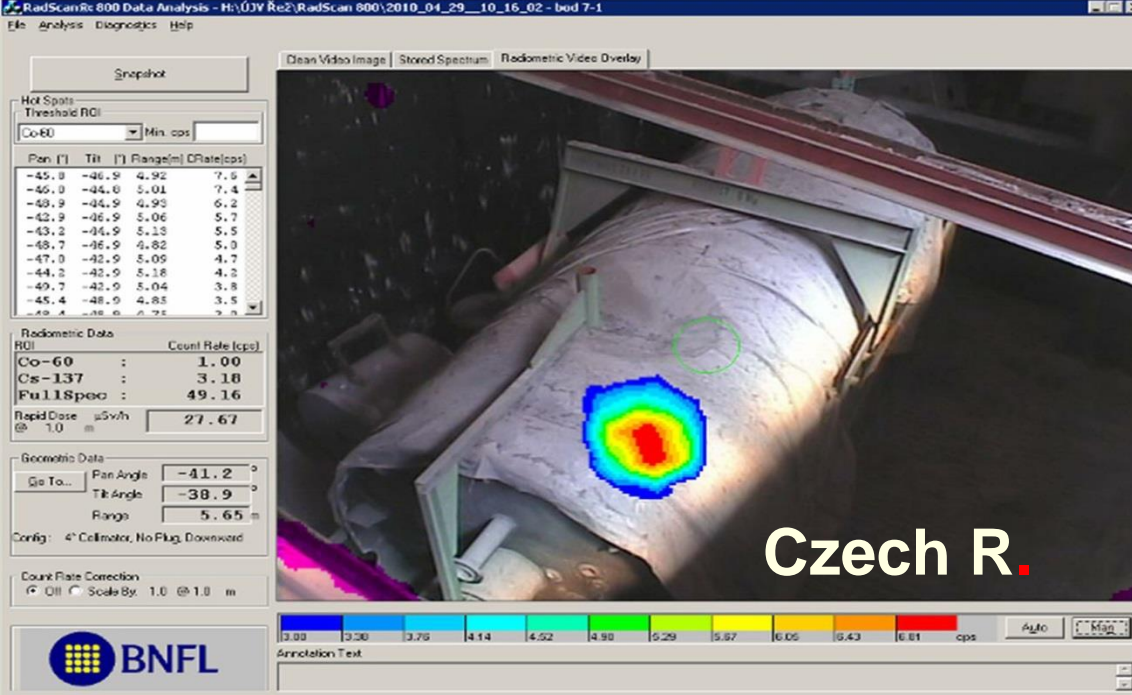 RadScan®: 800 Data Analysis - H:\ÚJV Řež\RadScan 800\2010_04_29__10_16_02 - bod 7-1
File Analysis Diagnostics Help
Snapshot
Clean Video Image Stored Spectrum Radiometric Video Overlay
Hot Spots
Threshold ROI
Co-60 Min. cps
Pan (°) Tilt (°) Range(m) CRate(cps)
-45.8 -46.9 4.92 7.6
-46.0 -44.8 5.01 7.4
-48.9 -44.9 4.93 6.2
-42.9 -46.9 5.06 5.7
-43.2 -44.9 5.13 5.5
-48.7 -46.9 4.82 5.0
-47.0 -42.9 5.09 4.7
-44.2 -42.9 5.18 4.2
-49.7 -42.9 5.04 3.8
-45.4 -48.9 4.85 3.5
Radiometric Data
ROI Count Rate (cps)
Co-60 : 1.00
Cs-137 : 3.18
FullSpec : 49.16
Rapid Dose µSv/h
@ 1.0 m 27.67
Geometric Data
Go To... Pan Angle -41.2 °
Tilt Angle -38.9 °
Range 5.65 m
Config: 4° Collimator, No Plug, Downward
Count Rate Correction
Off Scale By: 1.0 @ 1.0 m
BNFL
Czech R.
3.00 3.38 3.76 4.14 4.52 4.90 5.29 5.67 6.05 6.43 6.81 cps
Auto Man
Annotation Text